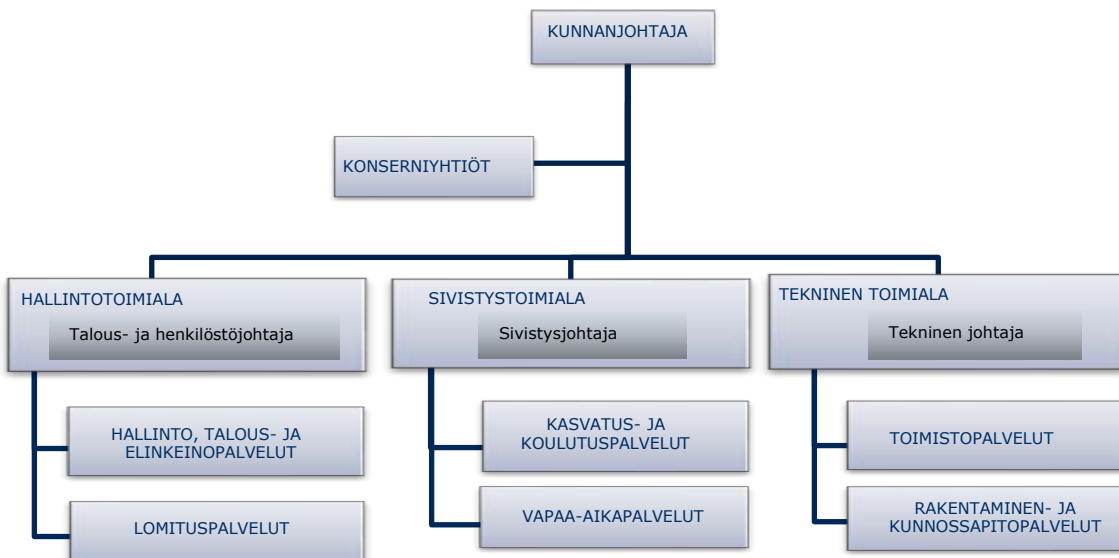 KUNNANJOHTAJA
KONSERNIYHTIÖT
HALLINTOTOIMIALA
Talous- ja henkilöstöjohtaja
SIVISTYSTOIMIALA
Sivistysjohtaja
TEKNINEN TOIMIALA
Tekninen johtaja
HALLINTO, TALOUS- JA
ELINKEINOPALVELUT
LOMITUSPALVELUT
KASVATUS- JA
KOULUTUSPALVELUT
VAPAA-AIKAPALVELUT
TOIMISTOPALVELUT
RAKENTAMINEN- JA
KUNNOSSAPITOPALVELUT